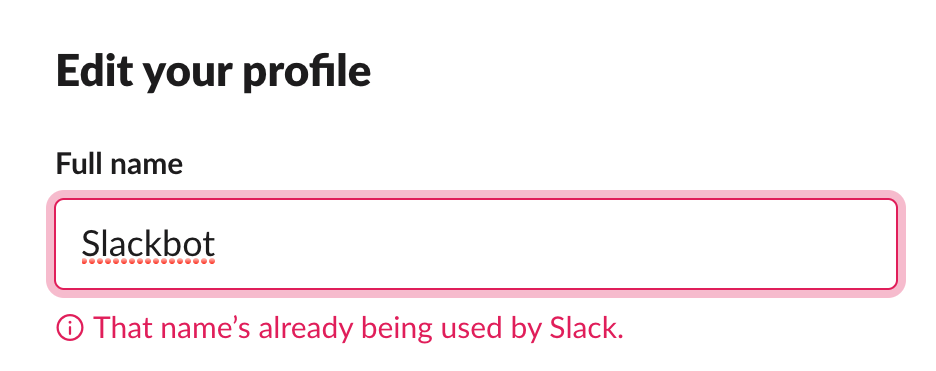 Edit your profile
Full name
Slackbot
That name’s already being used by Slack.